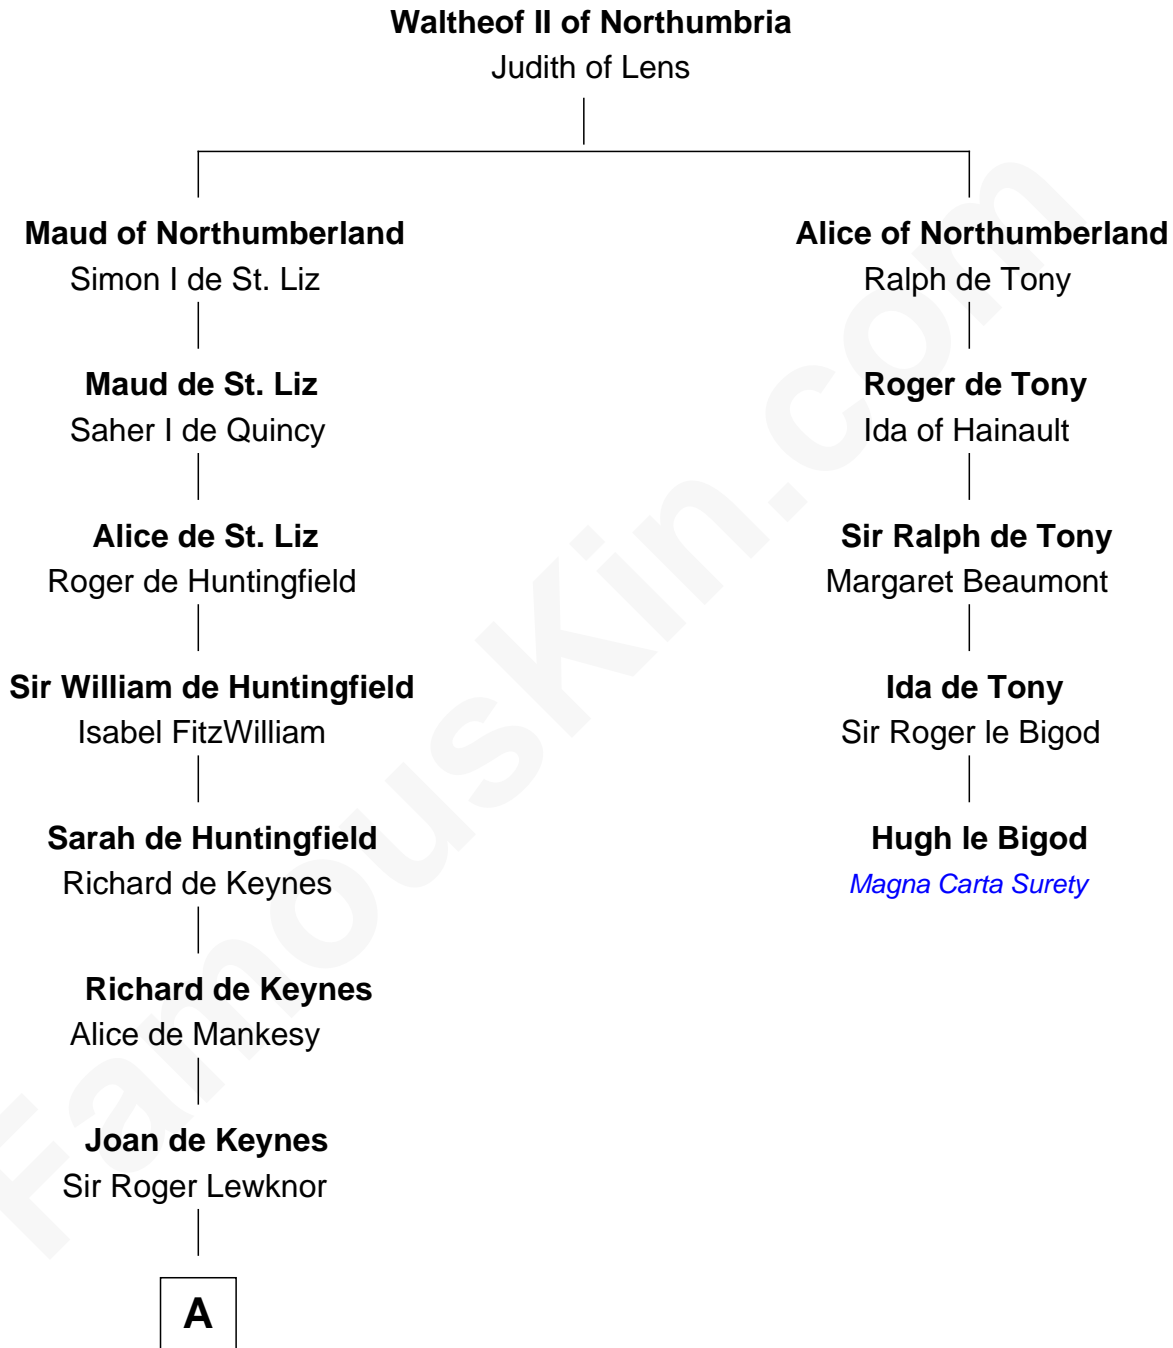 Waltheof II of Northumbria
Judith of Lens
Maud of Northumberland
Simon I de St. Liz
Maud de St. Liz
Saher I de Quincy
Alice de St. Liz
Roger de Huntingfield
Sir William de Huntingfield
Isabel FitzWilliam
Sarah de Huntingfield
Richard de Keynes
Richard de Keynes
Alice de Mankesy
Joan de Keynes
Sir Roger Lewknor
A
Alice of Northumberland
Ralph de Tony
Roger de Tony
Ida of Hainault
Sir Ralph de Tony
Margaret Beaumont
Ida de Tony
Sir Roger le Bigod
Hugh le Bigod
Magna Carta Surety
FamousKin.com